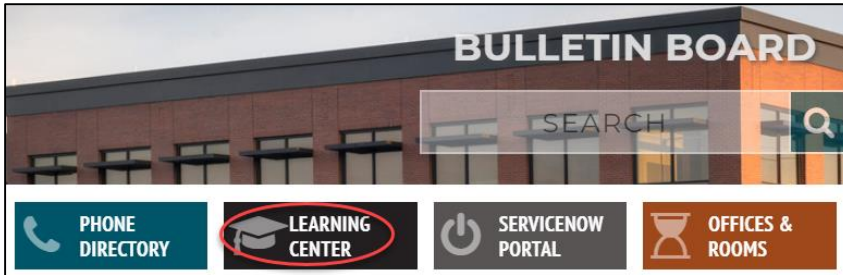 BULLETIN BOARD
SEARCH
PHONE
DIRECTORY
LEARNING
CENTER
SERVICENOW
PORTAL
OFFICES &
ROOMS